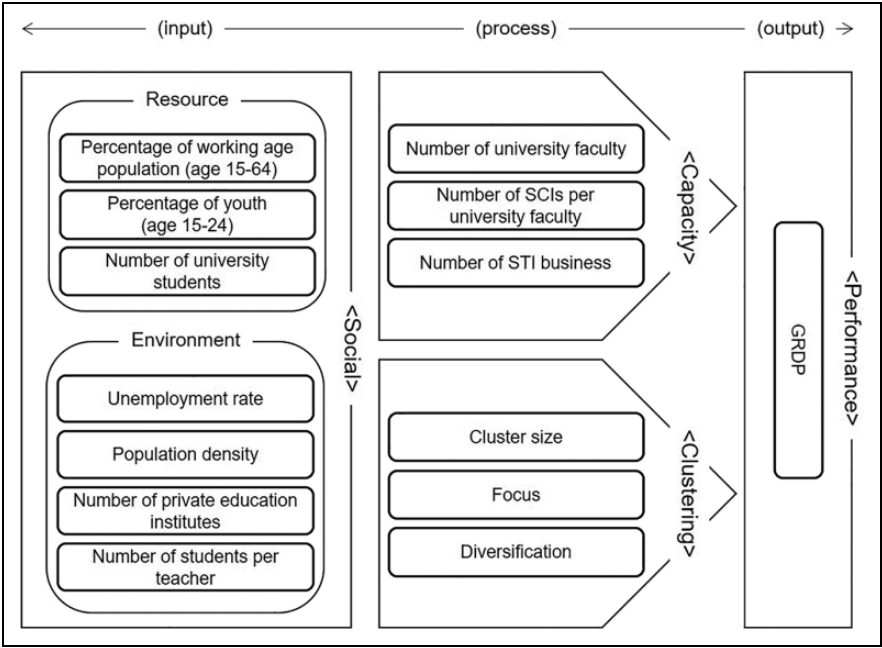 (input)
(process)
(output)
Resource
Percentage of working age
population (age 15-64)
Percentage of youth
(age 15-24)
Number of university
students
Environment
Unemployment rate
Population density
Number of private education
institutes
Number of students per
teacher
<Social>
Number of university faculty
Number of SCIs per
university faculty
Number of STI business
<Capacity>
Cluster size
Focus
Diversification
<Clustering>
GRDP
<Performance>